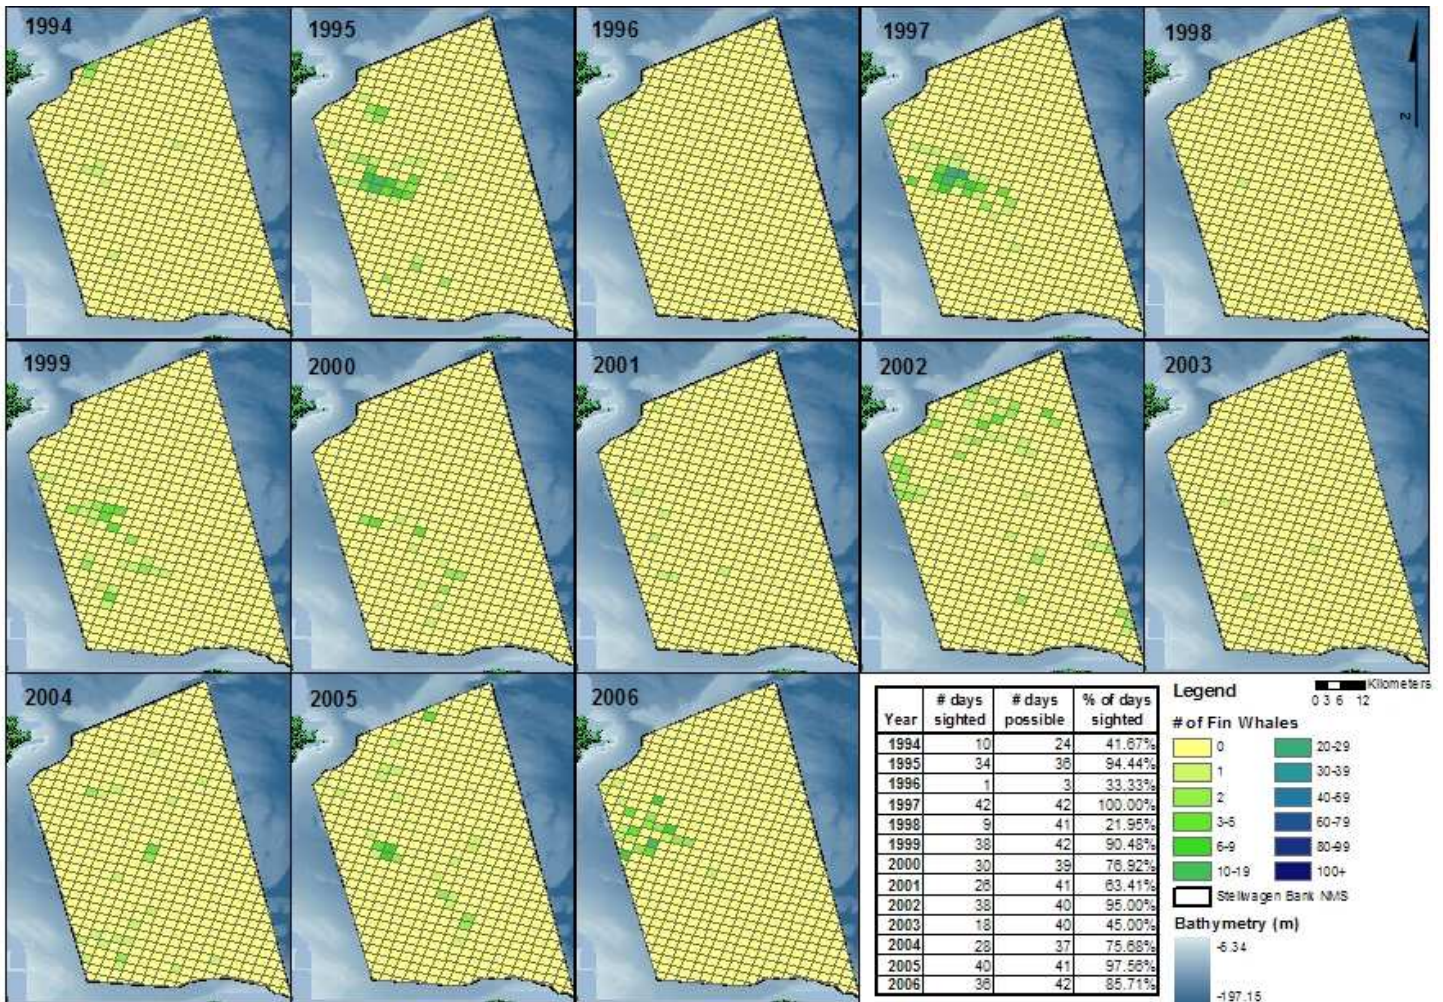 1994
1995
1996
1997
1998
N
1999
2000
2001
2002
2003
2004
2005
2006
Year # days sighted # days possible % of days sighted
1994 10 24 41.67%
1995 34 36 94.44%
1996 1 3 33.33%
1997 42 42 100.00%
1998 9 41 21.95%
1999 38 42 90.48%
2000 30 39 76.92%
2001 26 41 63.41%
2002 38 40 95.00%
2003 18 40 45.00%
2004 28 37 75.68%
2005 40 41 97.56%
2006 36 42 85.71%
Legend
Kilometers
0 3 6 12
# of Fin Whales
0 20-29
1 30-39
2 40-59
3-5 60-79
6-9 80-99
10-19 100+
Stellwagen Bank NMS
Bathymetry (m)
-6.34
-197.15